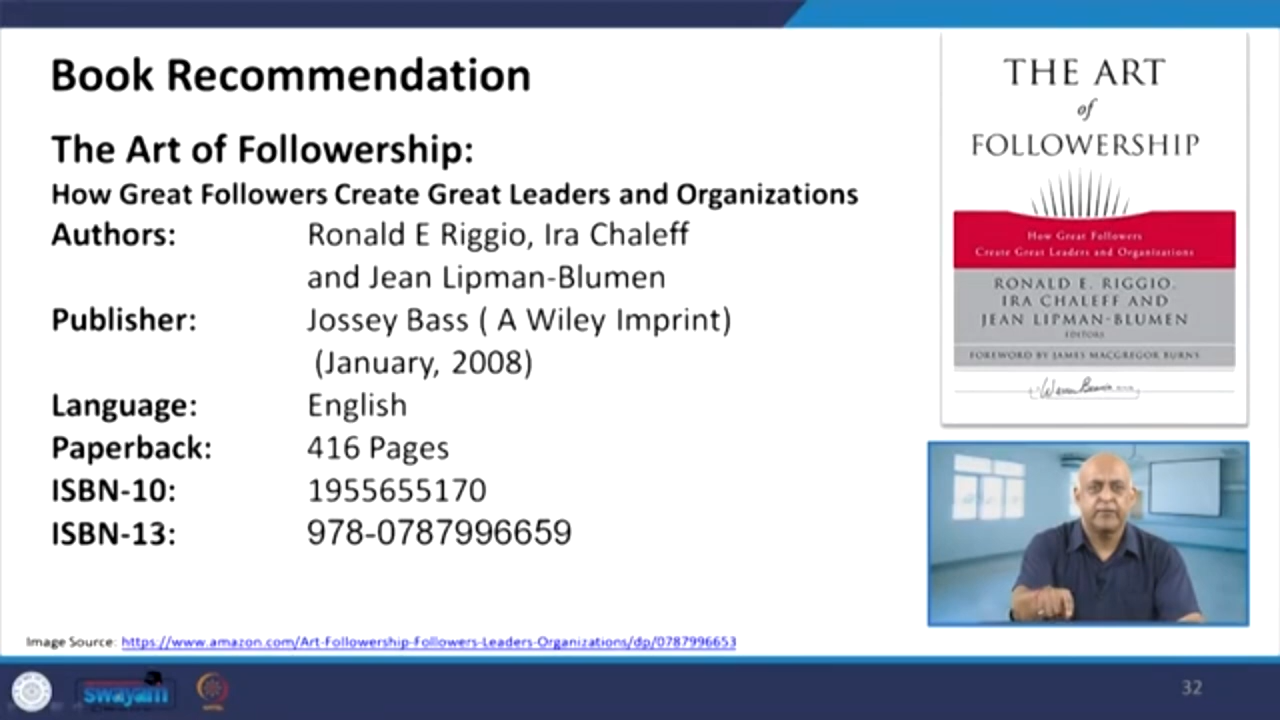 Book Recommendation
The Art of Followership:
How Great Followers Create Great Leaders and Organizations
Authors: Ronald E Riggio, Ira Chaleff
and Jean Lipman-Blumen
Publisher: Jossey Bass ( A Wiley Imprint)
(January, 2008)
Language: English
Paperback: 416 Pages
ISBN-10: 1955655170
ISBN-13: 978-0787996659
THE ART
of
FOLLOWERSHIP
How Great Followers
Create Great Leaders and Organizations
RONALD E. RIGGIO,
IRA CHALEFF AND
JEAN LIPMAN-BLUMEN
EDITORS
FOREWORD BY JAMES MACGREGOR BURNS
Image Source: https://www.amazon.com/Art-Followership-Followers-Leaders-Organizations/dp/0787996653
swayam
32